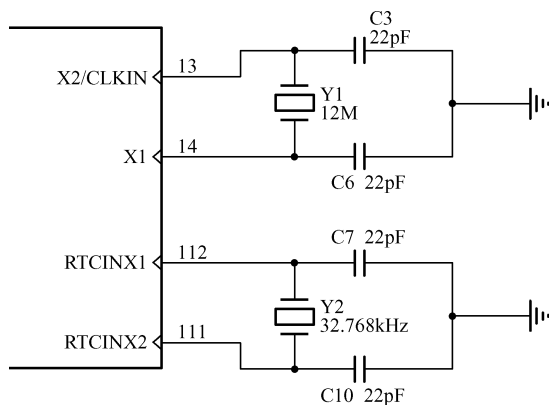 C3
22pF
13
X2/CLKIN
Y1
12M
14
X1
C6 22pF
C7 22pF
112
RTCINX1
Y2
32.768kHz
111
RTCINX2
C10 22pF